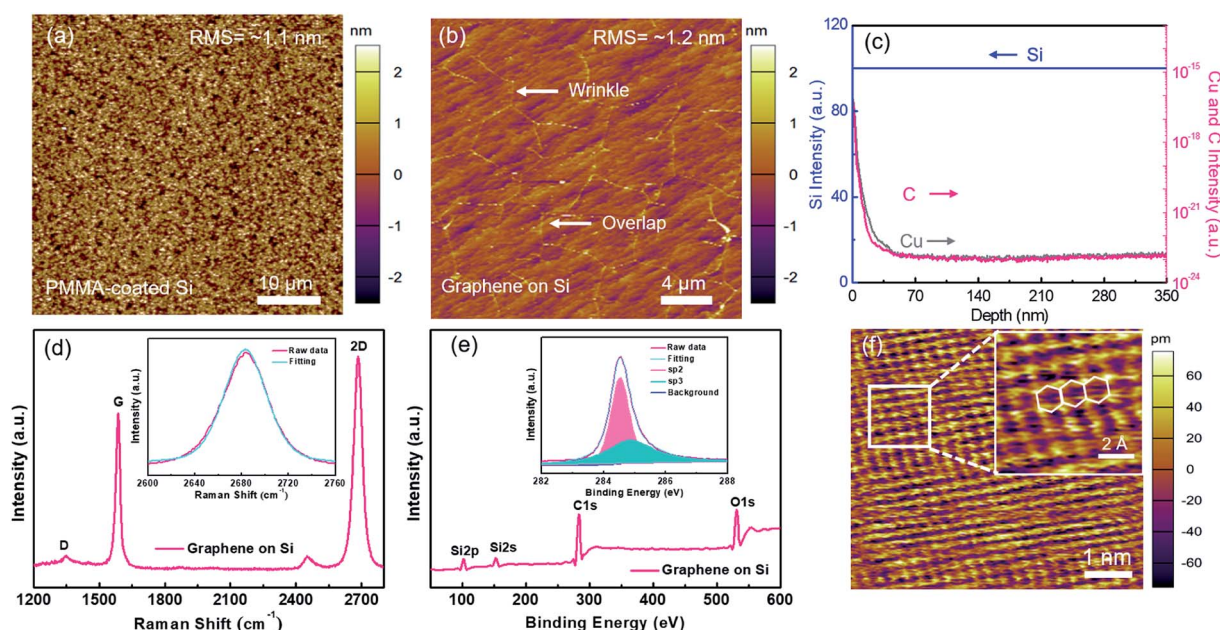 (a)
RMS= ~1.1 nm
PMMA-coated Si
10 µm
nm
2
1
0
-1
-2
(b)
RMS= ~1.2 nm
Wrinkle
Overlap
Graphene on Si
4 µm
nm
2
1
0
-1
-2
(c)
Si
C
Cu
Si Intensity (a.u.)
120
80
40
0
0 70 140 210 280 350
Depth (nm)
10⁻¹⁵
10⁻¹⁸
10⁻²¹
10⁻²⁴
Cu and C Intensity (a.u.)
(d)
Intensity (a.u.)
D
G
2D
Graphene on Si
1200 1600 2000 2400 2800
Raman Shift (cm⁻¹)
Raw data
Fitting
Intensity (a.u.)
2600 2640 2680 2720 2760
Raman Shift (cm⁻¹)
(e)
Intensity (a.u.)
Si2p
Si2s
C1s
O1s
Graphene on Si
100 200 300 400 500 600
Binding Energy (eV)
Raw data
Fitting
sp2
sp3
Background
Intensity (a.u.)
282 284 286 288
Binding Energy (eV)
(f)
2 A
1 nm
pm
60
40
20
0
-20
-40
-60